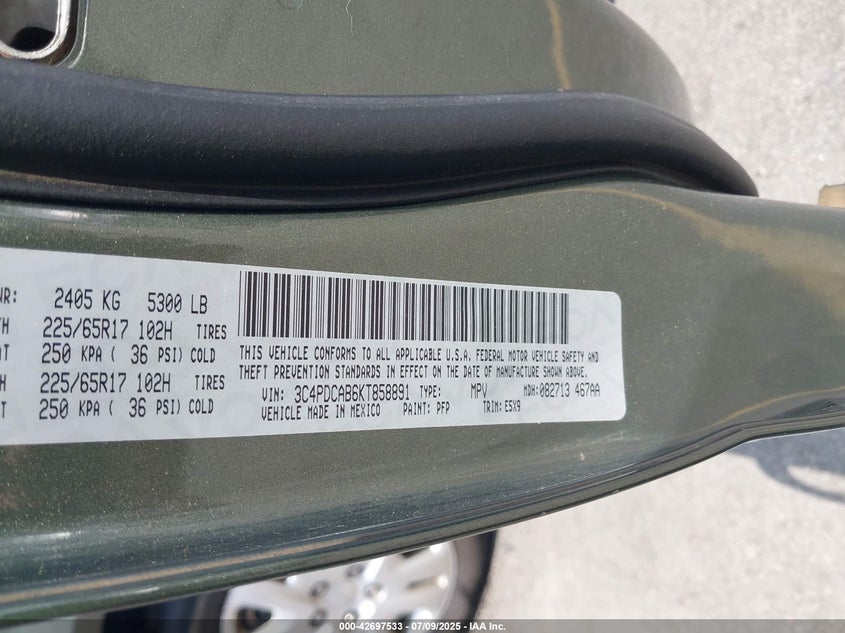 WR: 2405 KG 5300 LB
TH 225/65R17 102H TIRES
AT 250 KPA ( 36 PSI) COLD
H 225/65R17 102H TIRES
AT 250 KPA ( 36 PSI) COLD
THIS VEHICLE CONFORMS TO ALL APPLICABLE U.S.A. FEDERAL MOTOR VEHICLE SAFETY AND
THEFT PREVENTION STANDARDS IN EFFECT ON THE DATE OF MANUFACTURE SHOWN ABOVE.
VIN: 3C4PDCAB6KT858891 TYPE: MPV MDH: 082713 467AA
VEHICLE MADE IN MEXICO PAINT: PFP TRIM: E5X9
000-42697533 / 07/09/2025 - IAA Inc.